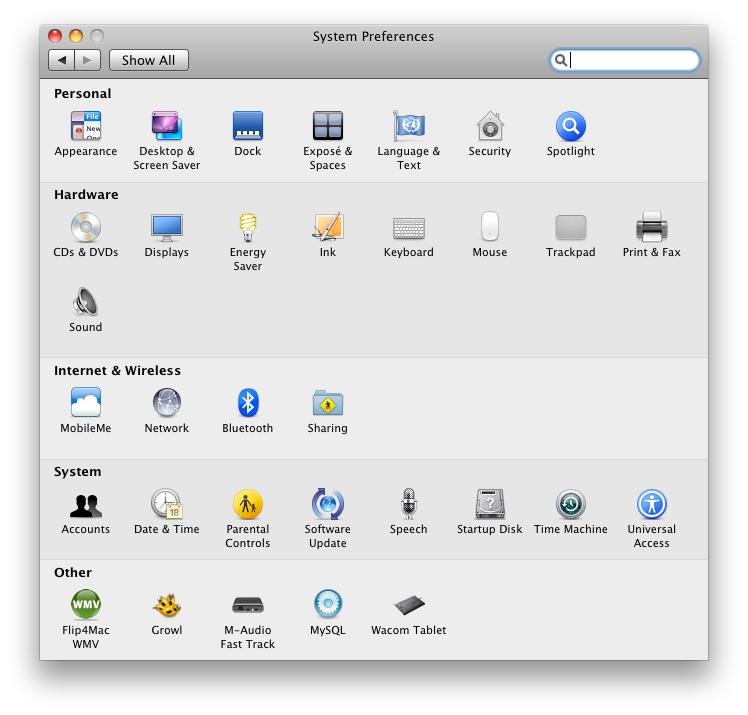 System Preferences
Show All
Personal
File
New
Appearance
Desktop &
Screen Saver
Dock
Exposé &
Spaces
Language &
Text
Security
Spotlight
Hardware
CDs & DVDs
Displays
Energy
Saver
Ink
Keyboard
Mouse
Trackpad
Print & Fax
Sound
Internet & Wireless
MobileMe
Network
Bluetooth
Sharing
System
18
?
Accounts
Date & Time
Parental
Controls
Software
Update
Speech
Startup Disk
Time Machine
Universal
Access
Other
WMV
Flip4Mac
WMV
Growl
M-Audio
Fast Track
MySQL
Wacom Tablet